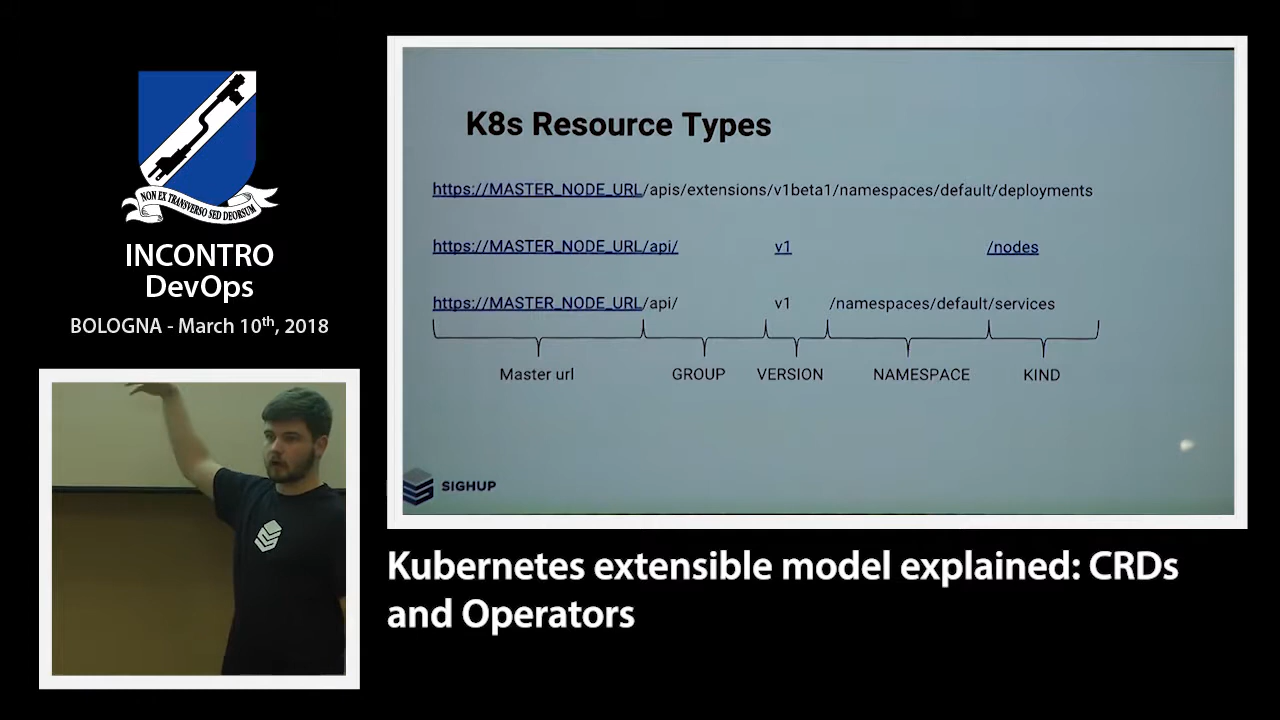 NON EX TRANSVERSO SED DEORSUM
INCONTRO
DevOps
BOLOGNA - March 10th, 2018
K8s Resource Types
https://MASTER_NODE_URL/apis/extensions/v1beta1/namespaces/default/deployments
https://MASTER_NODE_URL/api/ v1 /nodes
https://MASTER_NODE_URL/api/ v1 /namespaces/default/services
Master url GROUP VERSION NAMESPACE KIND
SIGHUP
Kubernetes extensible model explained: CRDs
and Operators